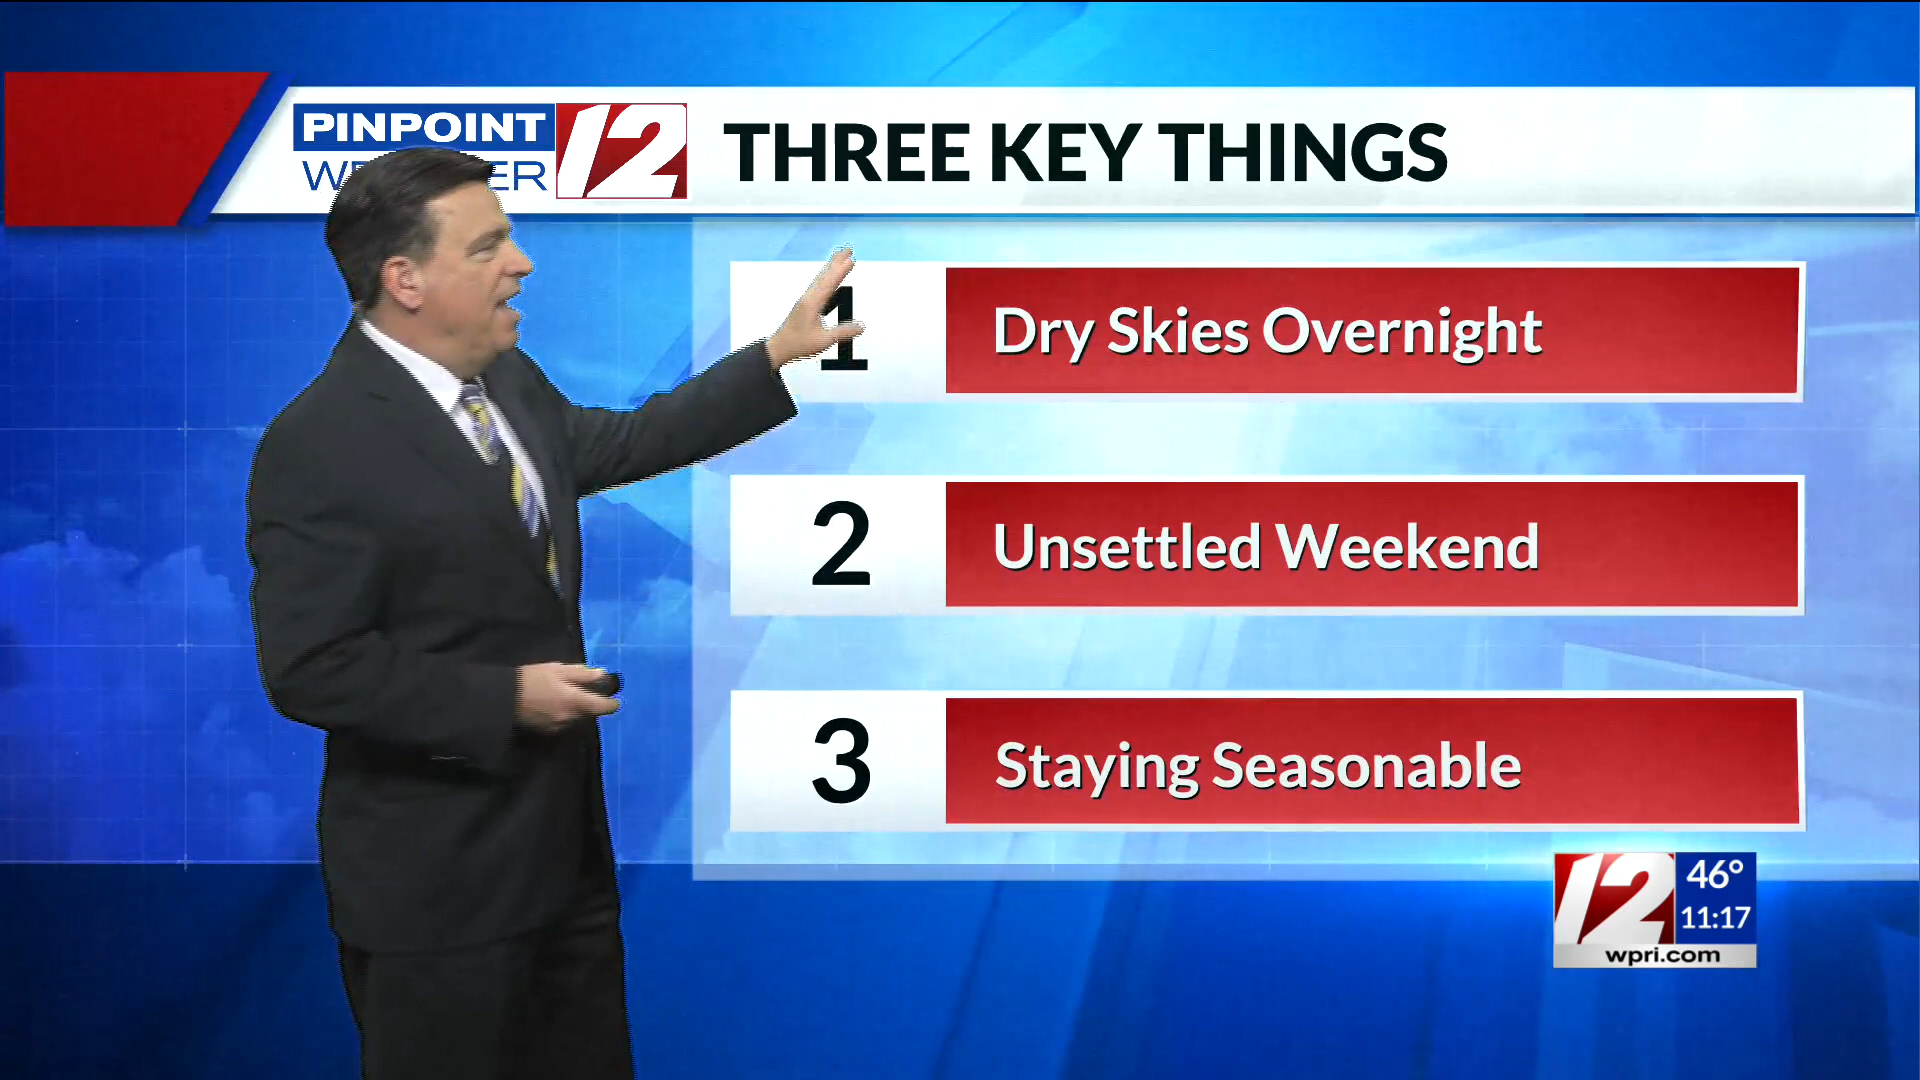 PINPOINT
12
THREE KEY THINGS
1
Dry Skies Overnight
2
Unsettled Weekend
3
Staying Seasonable
12
46°
11:17
wpri.com